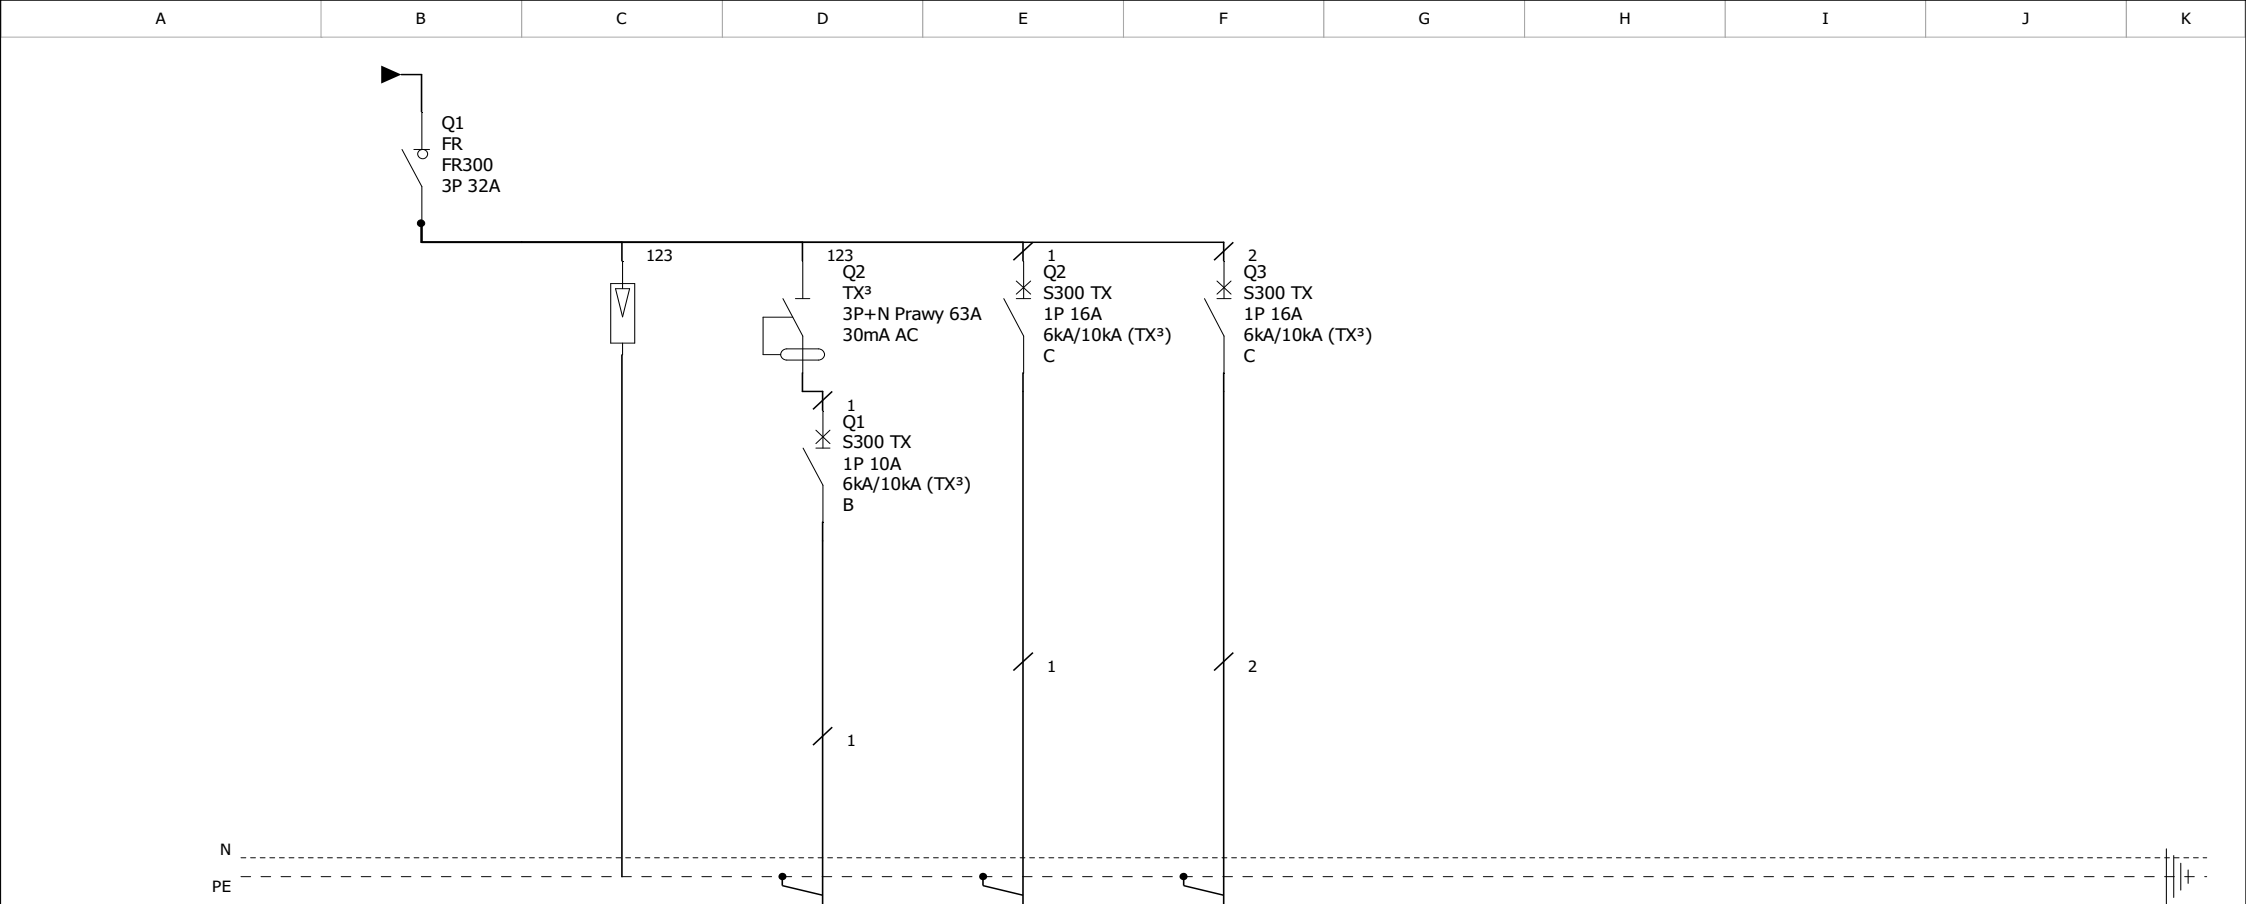 A B C D E F G H I J K
Q1
FR
FR300
3P 32A
123
123
Q2
TX³
3P+N Prawy 63A
30mA AC
1
Q2
S300 TX
1P 16A
6kA/10kA (TX³)
C
2
Q3
S300 TX
1P 16A
6kA/10kA (TX³)
C
1
Q1
S300 TX
1P 10A
6kA/10kA (TX³)
B
1
2
1
N
PE